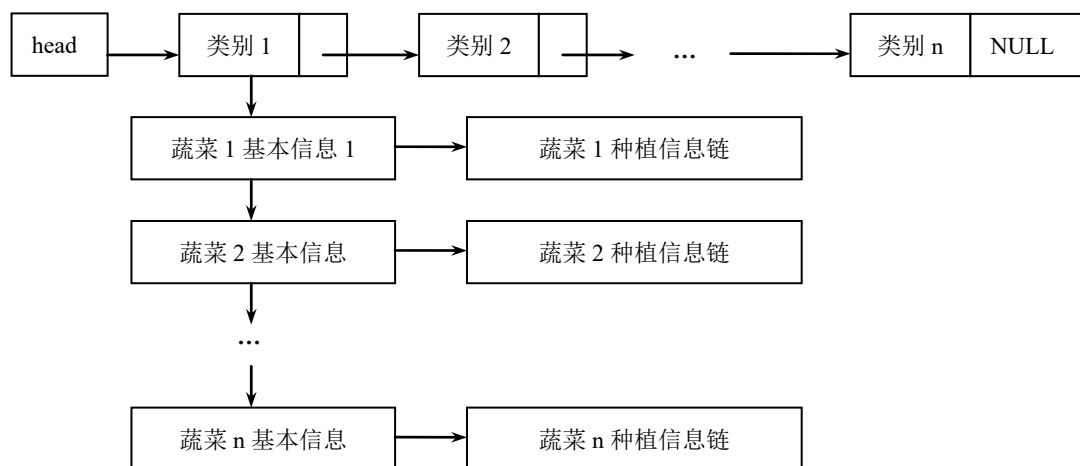 head 类别 1 类别 2 ... 类别 n NULL
蔬菜 1 基本信息 1 蔬菜 1 种植信息链
蔬菜 2 基本信息 蔬菜 2 种植信息链
...
蔬菜 n 基本信息 蔬菜 n 种植信息链